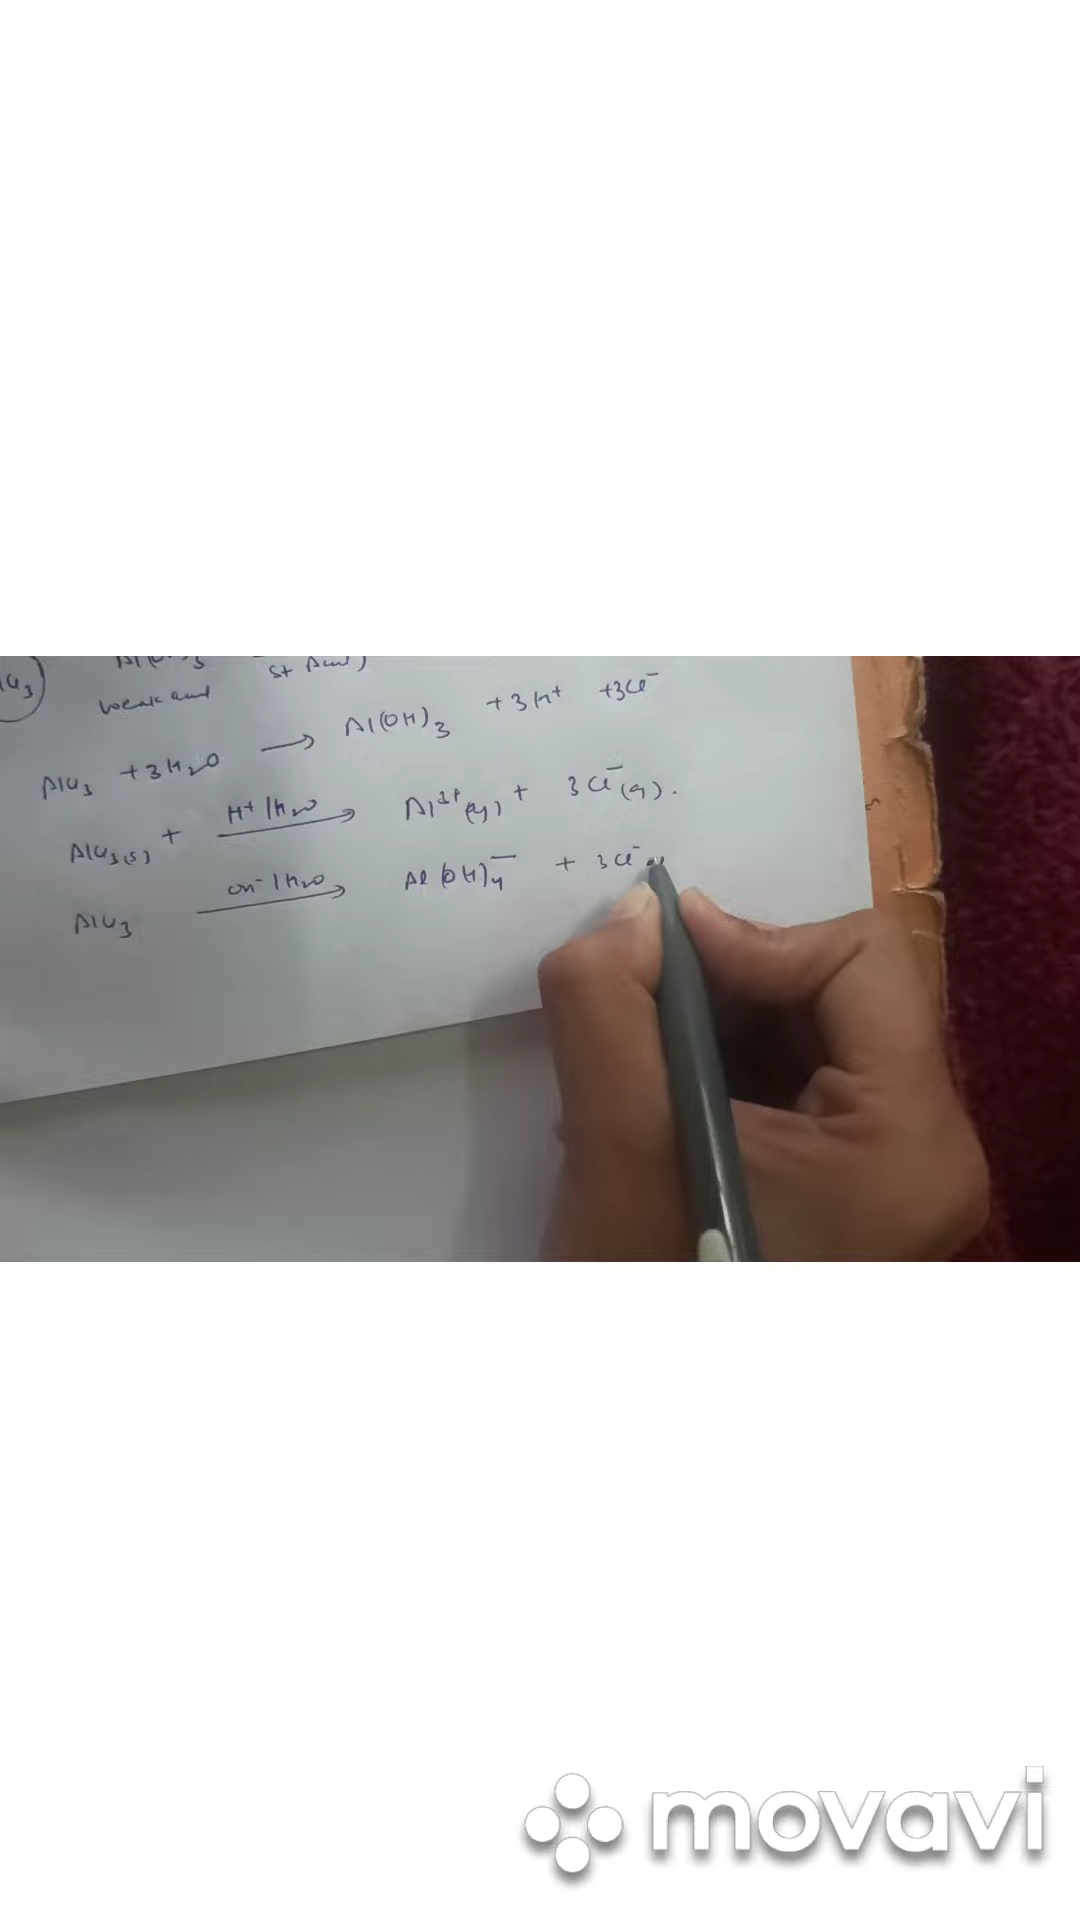 weak and
AlCl3 + 3H2O ⟶ Al(OH)3 + 3H+ + 3Cl−
AlCl3(s) + H+/H2O ⟶ Al3+(aq) + 3Cl−(aq).
AlCl3 OH−/H2O ⟶ Al(OH)4− + 3Cl−
movavi